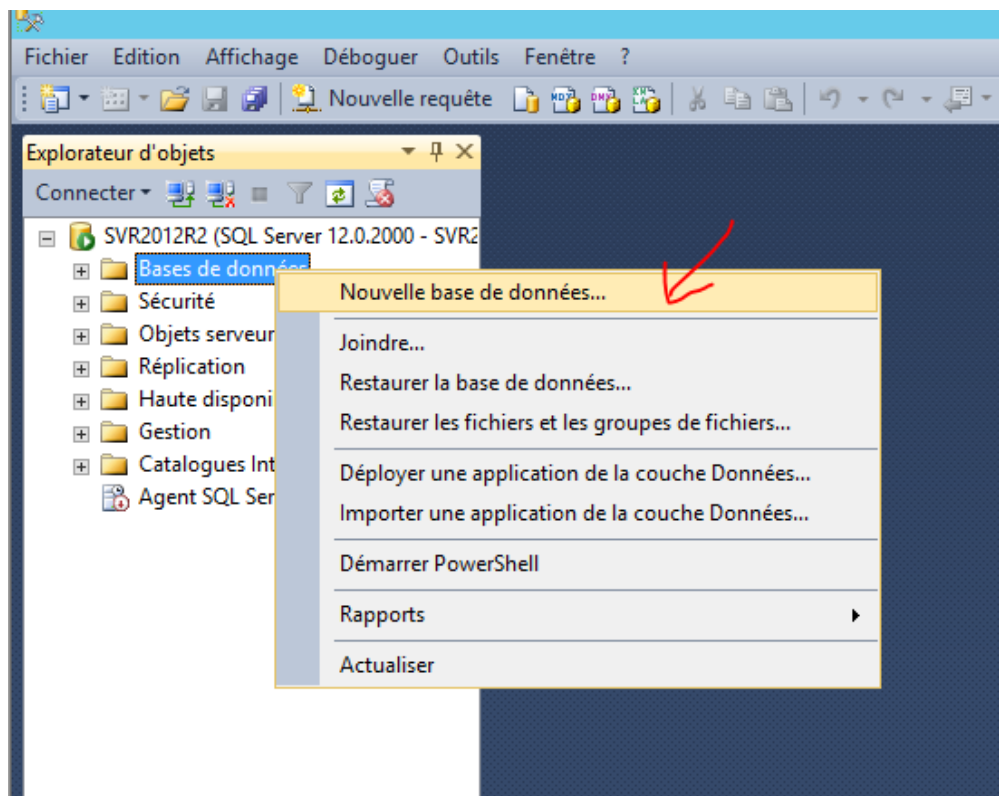 Fichier Edition Affichage Déboguer Outils Fenêtre ?
Nouvelle requête
Explorateur d'objets
Connecter
SVR2012R2 (SQL Server 12.0.2000 - SVR2
Bases de données
Nouvelle base de données...
Sécurité
Objets serveur
Joindre...
Réplication
Restaurer la base de données...
Haute disponi
Restaurer les fichiers et les groupes de fichiers...
Gestion
Catalogues Int
Déployer une application de la couche Données...
Agent SQL Ser
Importer une application de la couche Données...
Démarrer PowerShell
Rapports
Actualiser